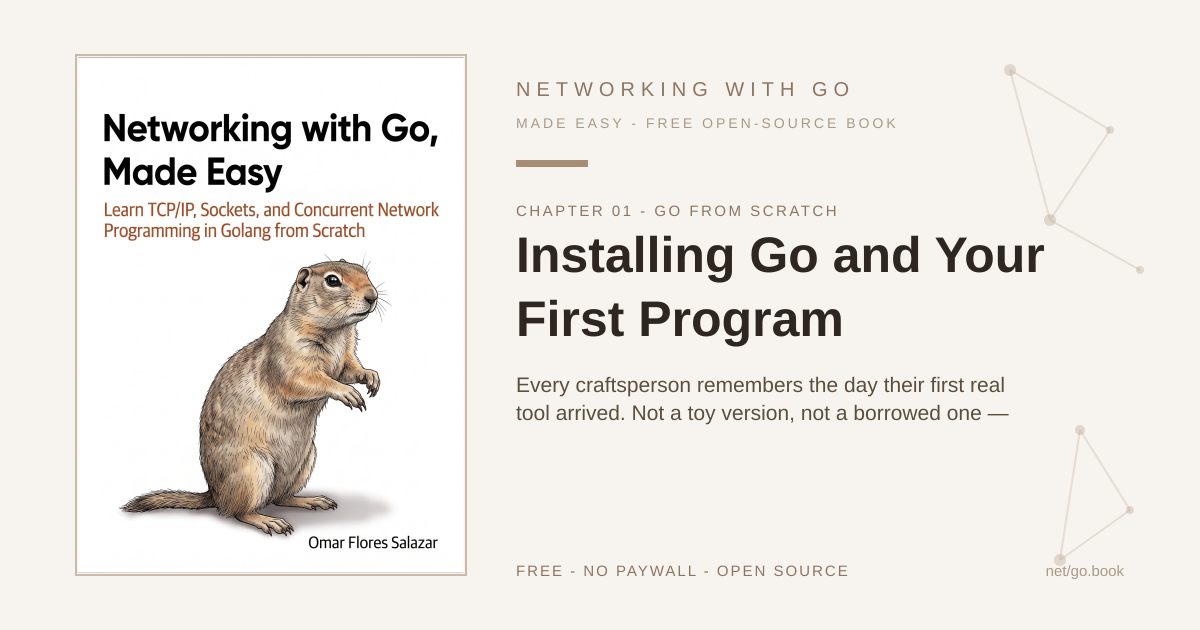 Networking with Go,
Made Easy
Learn TCP/IP, Sockets, and Concurrent Network
Programming in Golang from Scratch
Omar Flores Salazar
NETWORKING WITH GO
MADE EASY - FREE OPEN-SOURCE BOOK
CHAPTER 01 - GO FROM SCRATCH
Installing Go and Your
First Program
Every craftsperson remembers the day their first real
tool arrived. Not a toy version, not a borrowed one —
FREE - NO PAYWALL - OPEN SOURCE
net/go.book